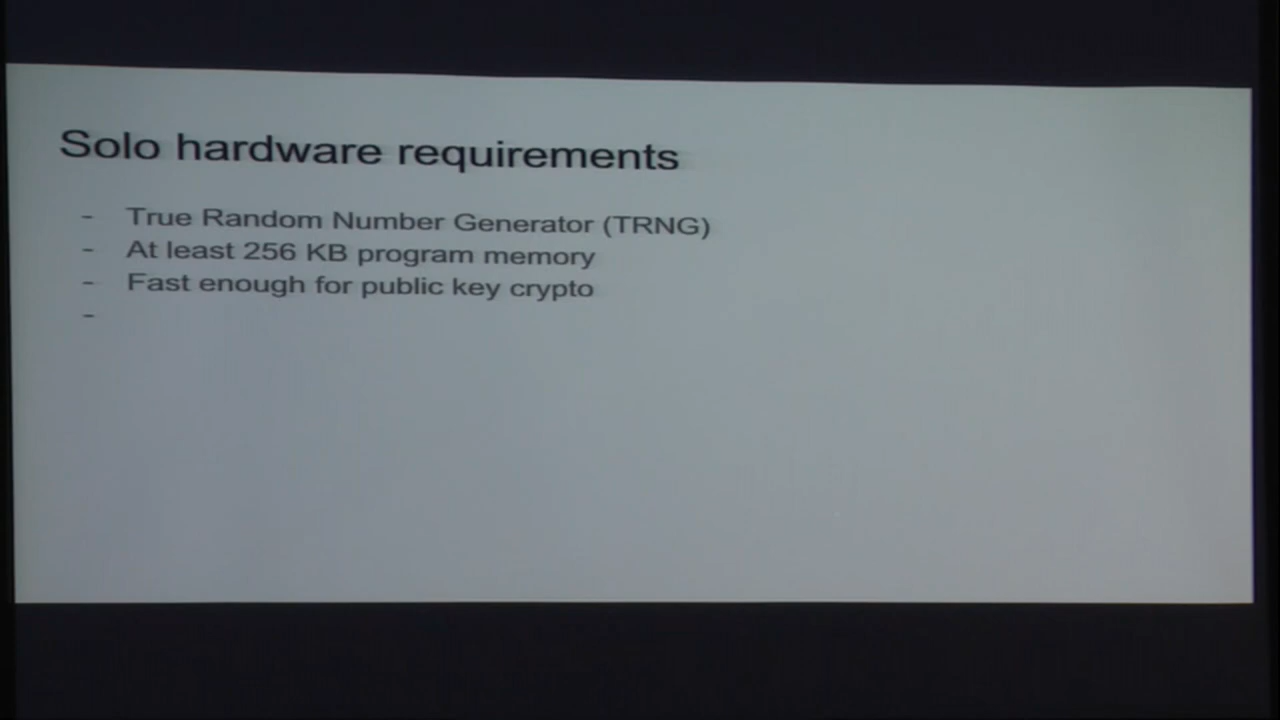 Solo hardware requirements
- True Random Number Generator (TRNG)
- At least 256 KB program memory
- Fast enough for public key crypto
-